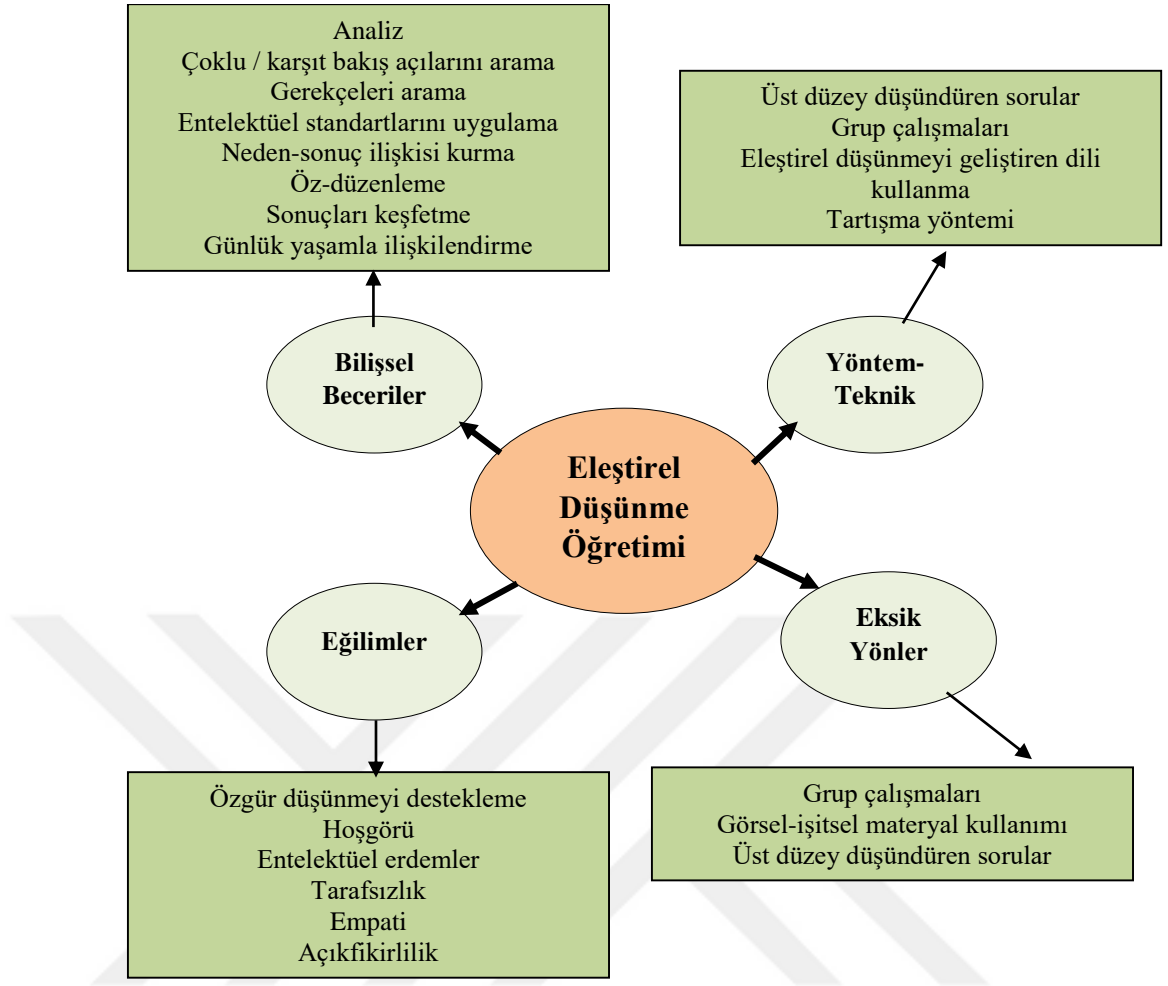 Analiz
Çoklu / karşıt bakış açılarını arama
Gerekçeleri arama
Entelektüel standartlarını uygulama
Neden-sonuç ilişkisi kurma
Öz-düzenleme
Sonuçları keşfetme
Günlük yaşamla ilişkilendirme
Üst düzey düşündüren sorular
Grup çalışmaları
Eleştirel düşünmeyi geliştiren dili
kullanma
Tartışma yöntemi
Bilişsel
Beceriler
Yöntem-
Teknik
Eleştirel
Düşünme
Öğretimi
Eğilimler
Eksik
Yönler
Özgür düşünmeyi destekleme
Hoşgörü
Entelektüel erdemler
Tarafsızlık
Empati
Açıkfikirlilik
Grup çalışmaları
Görsel-işitsel materyal kullanımı
Üst düzey düşündüren sorular